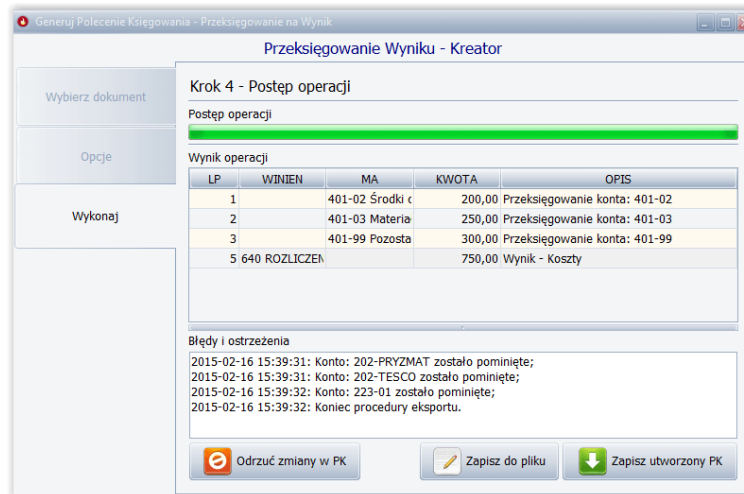 Generuj Polecenie Księgowania - Przeksięgowanie na Wynik
Przeksięgowanie Wyniku - Kreator
Wybierz dokument
Opcje
Wykonaj
Krok 4 - Postęp operacji
Postęp operacji
Wynik operacji
LP WINIEN MA KWOTA OPIS
1 401-02 Środki 200,00 Przeksięgowanie konta: 401-02
2 401-03 Materia 250,00 Przeksięgowanie konta: 401-03
3 401-99 Pozosta 300,00 Przeksięgowanie konta: 401-99
5 640 ROZLICZEN 750,00 Wynik - Koszty
Błędy i ostrzeżenia
2015-02-16 15:39:31: Konto: 202-PRYZMAT zostało pominięte;
2015-02-16 15:39:31: Konto: 202-TESCO zostało pominięte;
2015-02-16 15:39:32: Konto: 223-01 zostało pominięte;
2015-02-16 15:39:32: Koniec procedury eksportu.
Odrzuć zmiany w PK Zapisz do pliku Zapisz utworzony PK